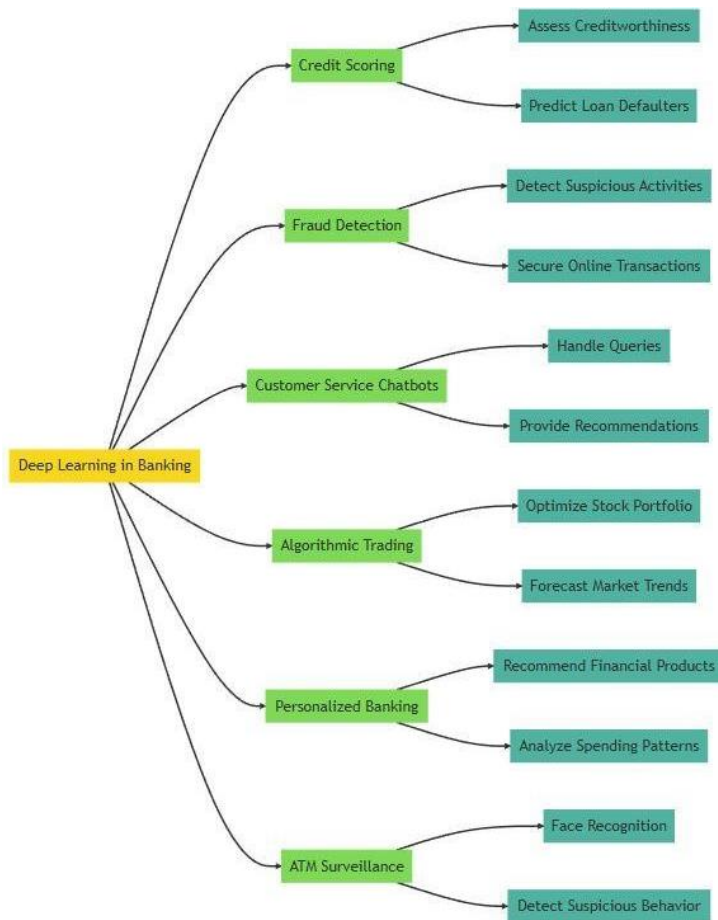 Assess Creditworthiness
Credit Scoring
Predict Loan Defaulters
Detect Suspicious Activities
Fraud Detection
Secure Online Transactions
Handle Queries
Customer Service Chatbots
Provide Recommendations
Deep Learning in Banking
Optimize Stock Portfolio
Algorithmic Trading
Forecast Market Trends
Recommend Financial Products
Personalized Banking
Analyze Spending Patterns
Face Recognition
ATM Surveillance
Detect Suspicious Behavior